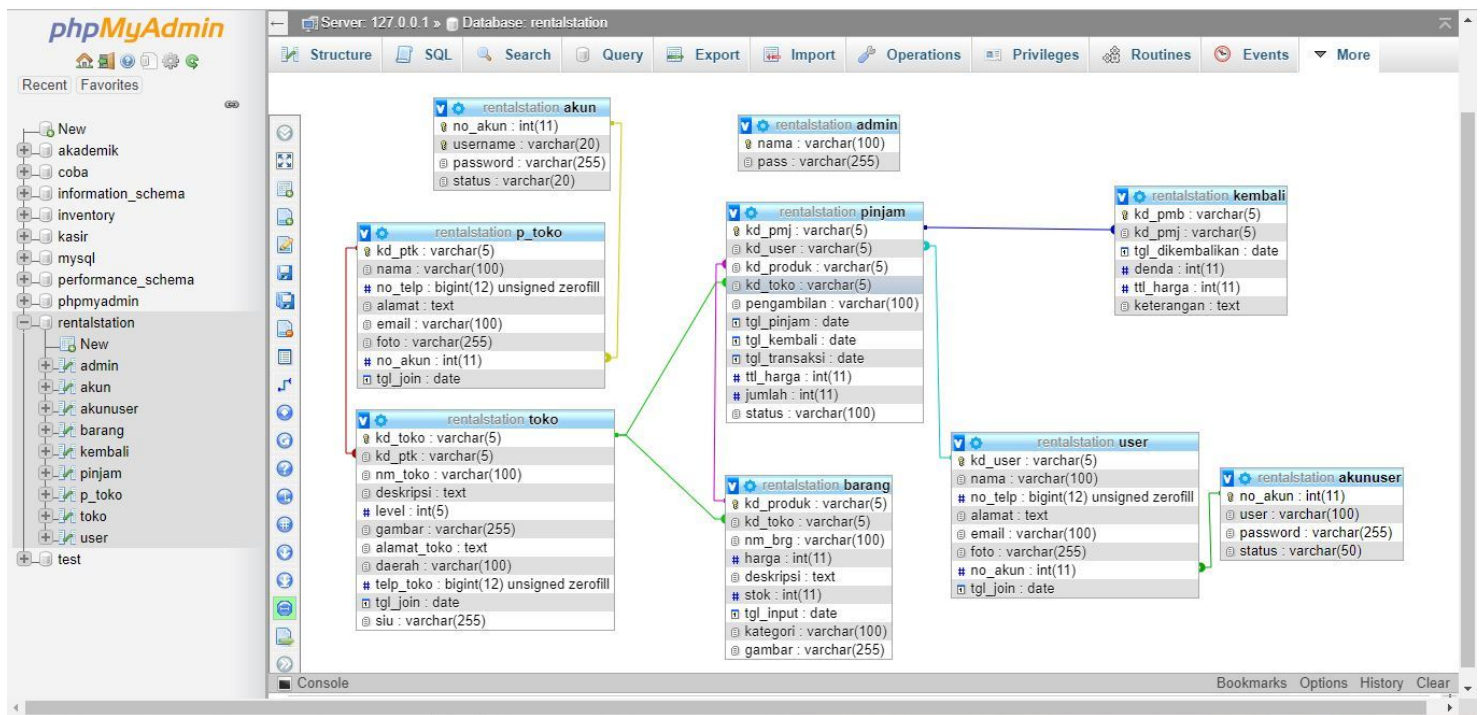 phpMyAdmin
Recent Favorites
New
akademik
coba
information_schema
inventory
kasir
mysql
performance_schema
phpmyadmin
rentalstation
New
admin
akun
akunuser
barang
kembali
pinjam
p_toko
toko
user
test
Server: 127.0.0.1 » Database: rentalstation
Structure SQL Search Query Export Import Operations Privileges Routines Events More
rentalstation akun
no_akun : int(11)
username : varchar(20)
password : varchar(255)
status : varchar(20)
rentalstation admin
nama : varchar(100)
pass : varchar(255)
rentalstation kembali
kd_pmb : varchar(5)
kd_pmj : varchar(5)
tgl_dikembalikan : date
denda : int(11)
ttl_harga : int(11)
keterangan : text
rentalstation pinjam
kd_pmj : varchar(5)
kd_user : varchar(5)
kd_produk : varchar(5)
kd_toko : varchar(5)
pengambilan : varchar(100)
tgl_pinjam : date
tgl_kembali : date
tgl_transaksi : date
ttl_harga : int(11)
jumlah : int(11)
status : varchar(100)
rentalstation p_toko
kd_ptk : varchar(5)
nama : varchar(100)
no_telp : bigint(12) unsigned zerofill
alamat : text
email : varchar(100)
foto : varchar(255)
no_akun : int(11)
tgl_join : date
rentalstation toko
kd_toko : varchar(5)
kd_ptk : varchar(5)
nm_toko : varchar(100)
deskripsi : text
level : int(5)
gambar : varchar(255)
alamat_toko : text
daerah : varchar(100)
telp_toko : bigint(12) unsigned zerofill
tgl_join : date
siu : varchar(255)
rentalstation barang
kd_produk : varchar(5)
kd_toko : varchar(5)
nm_brg : varchar(100)
harga : int(11)
deskripsi : text
stok : int(11)
tgl_input : date
kategori : varchar(100)
gambar : varchar(255)
rentalstation user
kd_user : varchar(5)
nama : varchar(100)
no_telp : bigint(12) unsigned zerofill
alamat : text
email : varchar(100)
foto : varchar(255)
no_akun : int(11)
tgl_join : date
rentalstation akunuser
no_akun : int(11)
user : varchar(100)
password : varchar(255)
status : varchar(50)
Console
Bookmarks Options History Clear